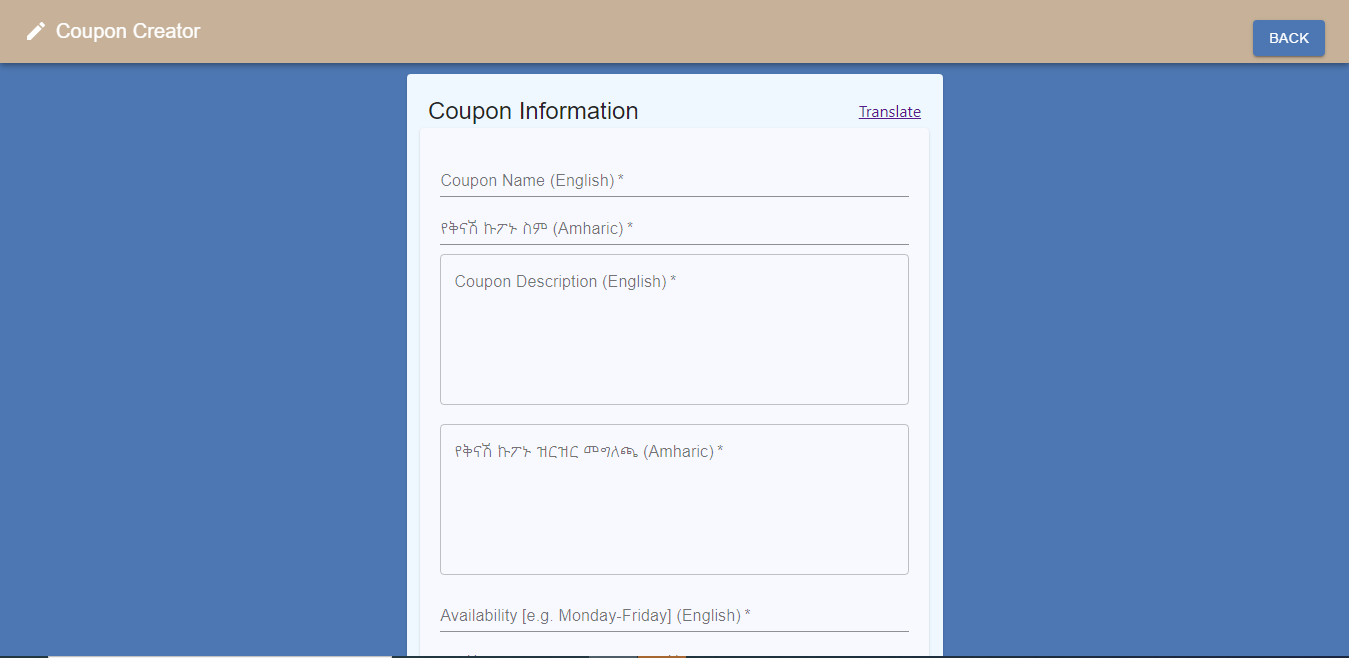 Coupon Creator
BACK
Coupon Information
Translate
Coupon Name (English) *
የቅናሽ ኩፖኑ ስም (Amharic) *
Coupon Description (English) *
የቅናሽ ኩፖኑ ዝርዝር መግለጫ (Amharic) *
Availability [e.g. Monday-Friday] (English) *